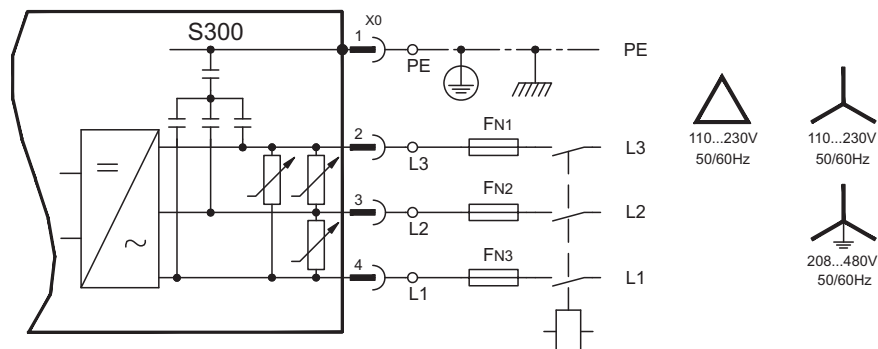 S300
X0
1
PE
PE
2
L3
FN1
L3
3
L2
FN2
L2
4
L1
FN3
L1
110...230V
50/60Hz
110...230V
50/60Hz
208...480V
50/60Hz